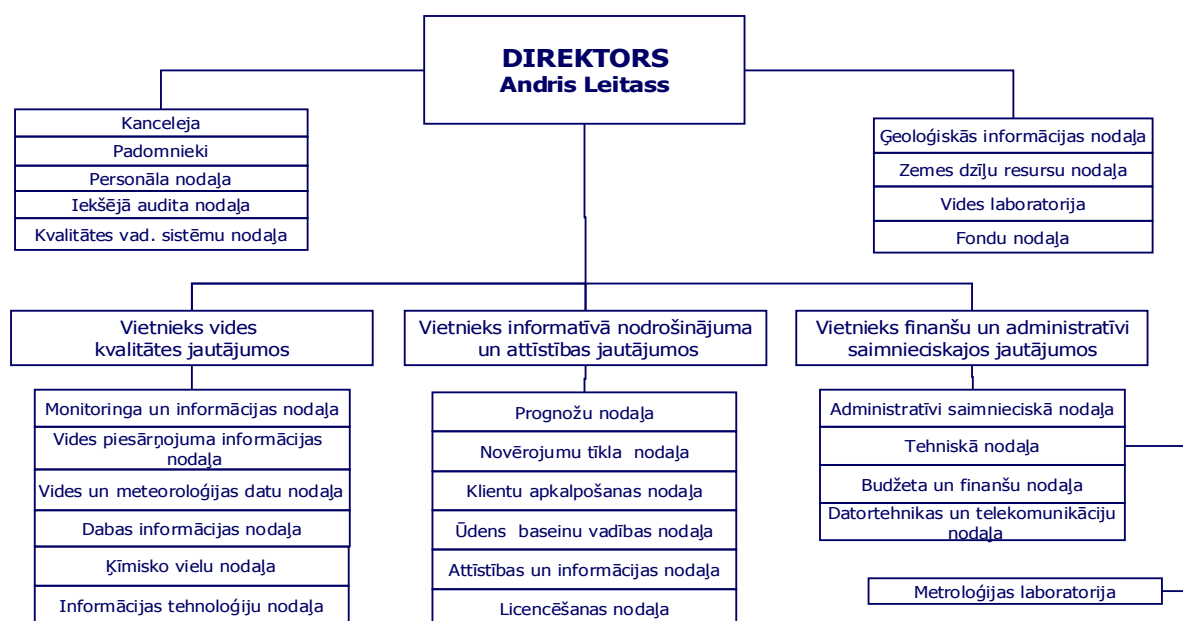 DIREKTORS
Andris Leitass
Kanceleja
Padomnieki
Personāla nodaļa
Iekšējā audita nodaļa
Kvalitātes vad. sistēmu nodaļa
Ģeoloģiskās informācijas nodaļa
Zemes dzīļu resursu nodaļa
Vides laboratorija
Fondu nodaļa
Vietnieks vides
kvalitātes jautājumos
Monitoringa un informācijas nodaļa
Vides piesārņojuma informācijas
nodaļa
Vides un meteoroloģijas datu nodaļa
Dabas informācijas nodaļa
Ķīmisko vielu nodaļa
Informācijas tehnoloģiju nodaļa
Vietnieks informatīvā nodrošinājuma
un attīstības jautājumos
Prognožu nodaļa
Novērojumu tīkla nodaļa
Klientu apkalpošanas nodaļa
Ūdens baseinu vadības nodaļa
Attīstības un informācijas nodaļa
Licencēšanas nodaļa
Vietnieks finanšu un administratīvi
saimnieciskajos jautājumos
Administratīvi saimnieciskā nodaļa
Tehniskā nodaļa
Budžeta un finanšu nodaļa
Datortehnikas un telekomunikāciju
nodaļa
Metroloģijas laboratorija